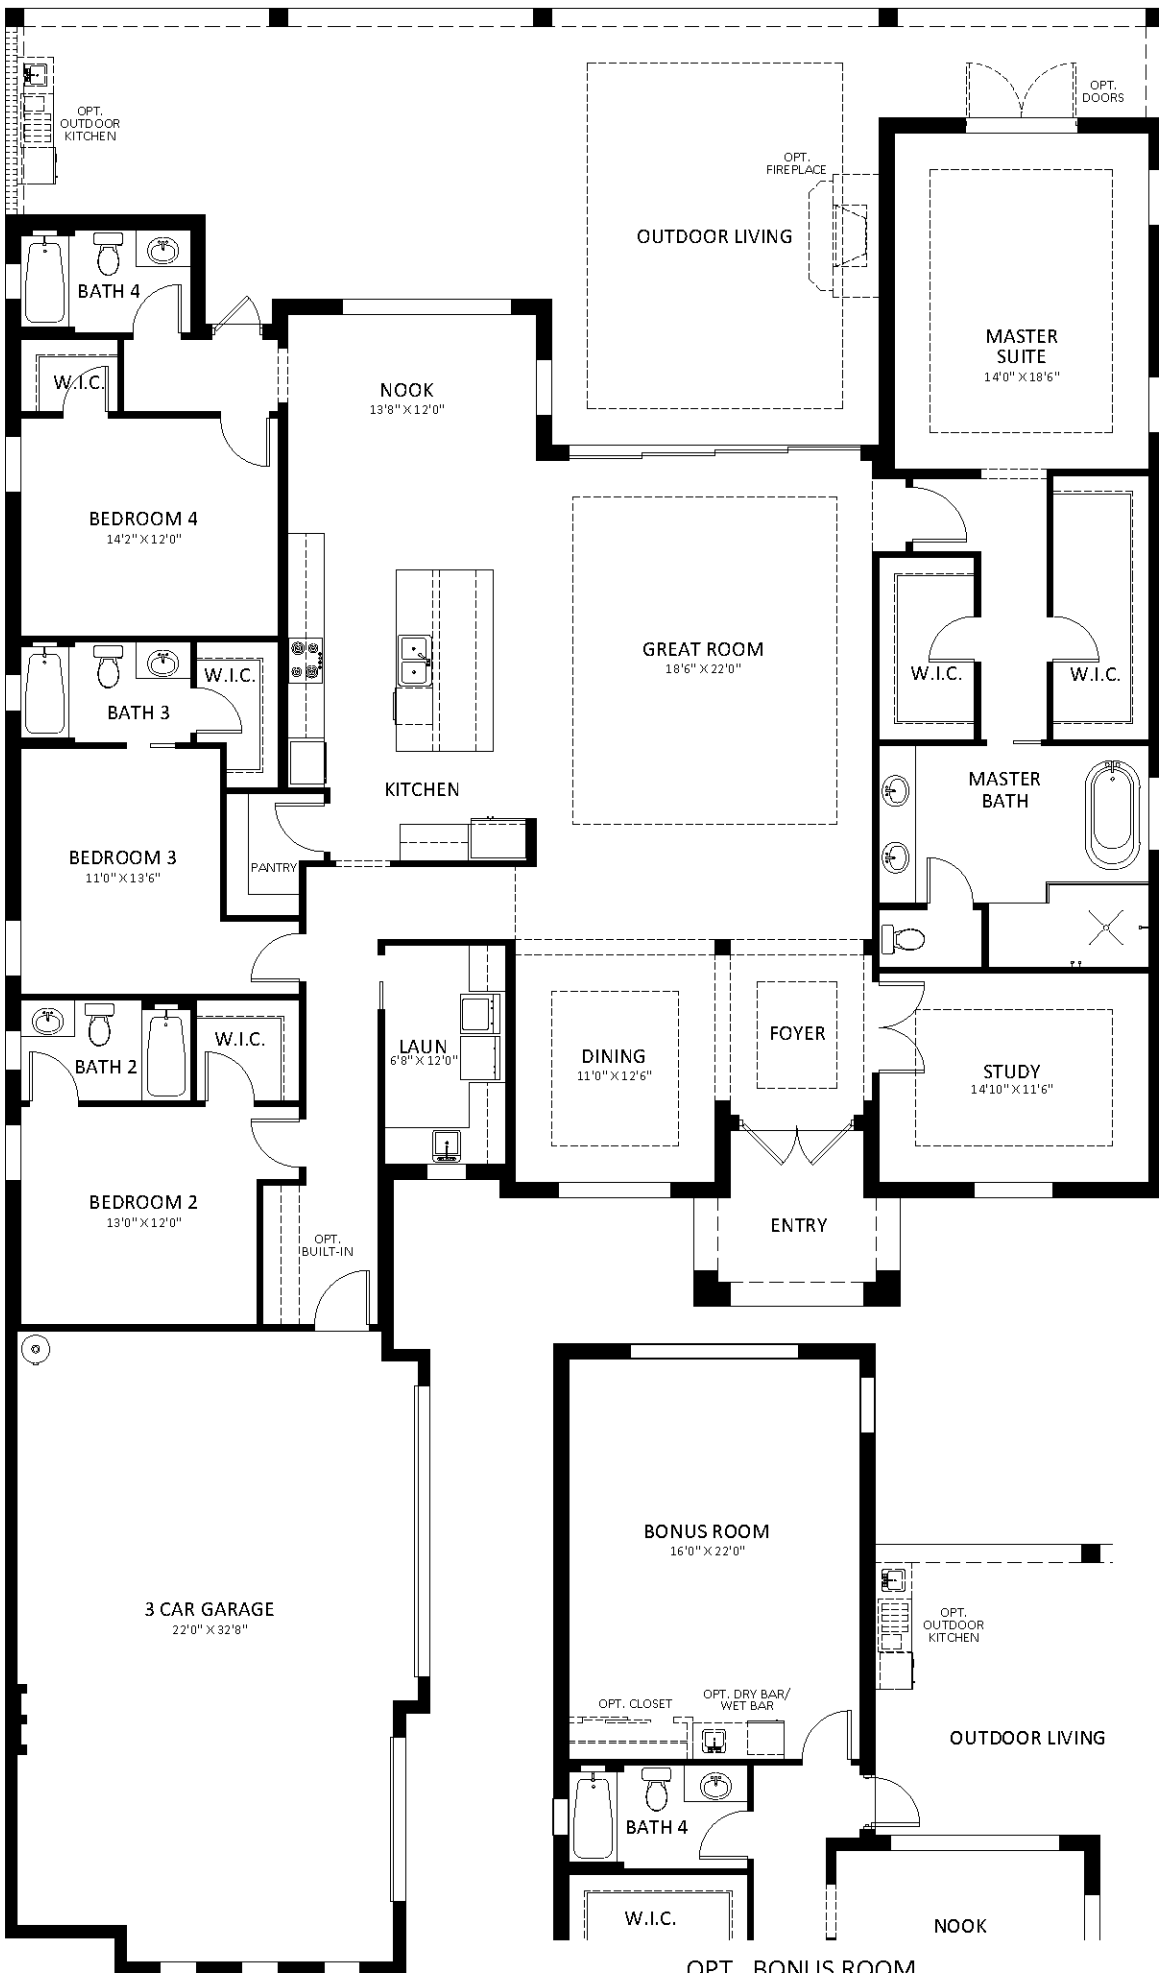 OPT.
DOORS
OPT.
OUTDOOR
KITCHEN
OPT.
FIREPLACE
OUTDOOR LIVING
BATH 4
MASTER
SUITE
14'0" X 18'6"
W.I.C.
NOOK
13'8" X 12'0"
BEDROOM 4
14'2" X 12'0"
GREAT ROOM
18'6" X 22'0"
W.I.C.
W.I.C.
W.I.C.
BATH 3
KITCHEN
MASTER
BATH
BEDROOM 3
11'0" X 13'6"
PANTRY
W.I.C.
BATH 2
LAUN
6'8" X 12'0"
DINING
11'0" X 12'6"
FOYER
STUDY
14'10" X 11'6"
BEDROOM 2
13'0" X 12'0"
OPT.
BUILT-IN
ENTRY
BONUS ROOM
16'0" X 22'0"
3 CAR GARAGE
22'0" X 32'8"
OPT.
OUTDOOR
KITCHEN
OPT. CLOSET
OPT. DRY BAR/
WET BAR
OUTDOOR LIVING
BATH 4
W.I.C.
NOOK
OPT. BONUS ROOM